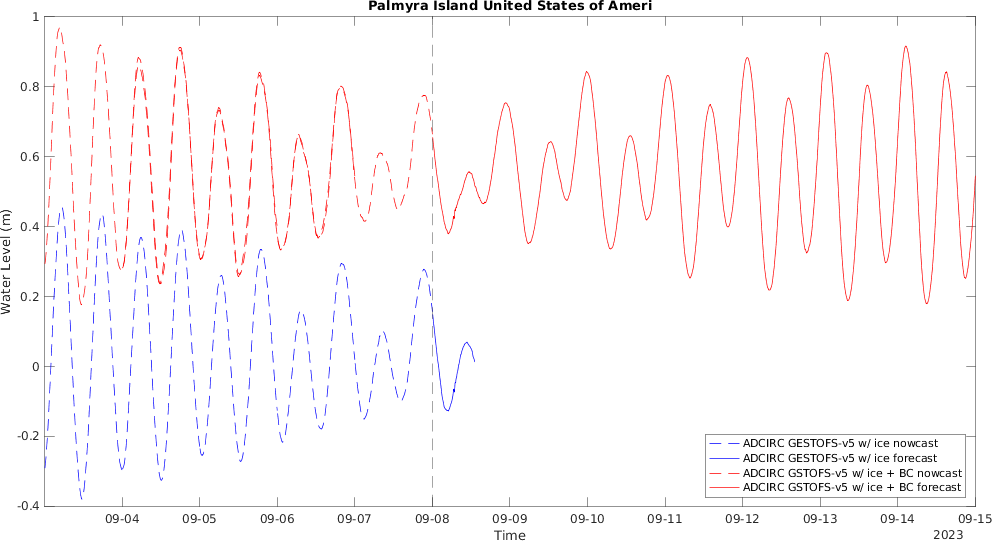 Palmyra Island United States of Ameri
1
0.8
0.6
0.4
0.2
0
-0.2
-0.4
Water Level (m)
ADCIRC GESTOFS-v5 w/ ice nowcast
ADCIRC GESTOFS-v5 w/ ice forecast
ADCIRC GSTOFS-v5 w/ ice + BC nowcast
ADCIRC GSTOFS-v5 w/ ice + BC forecast
09-04 09-05 09-06 09-07 09-08 09-09 09-10 09-11 09-12 09-13 09-14 09-15
Time
2023